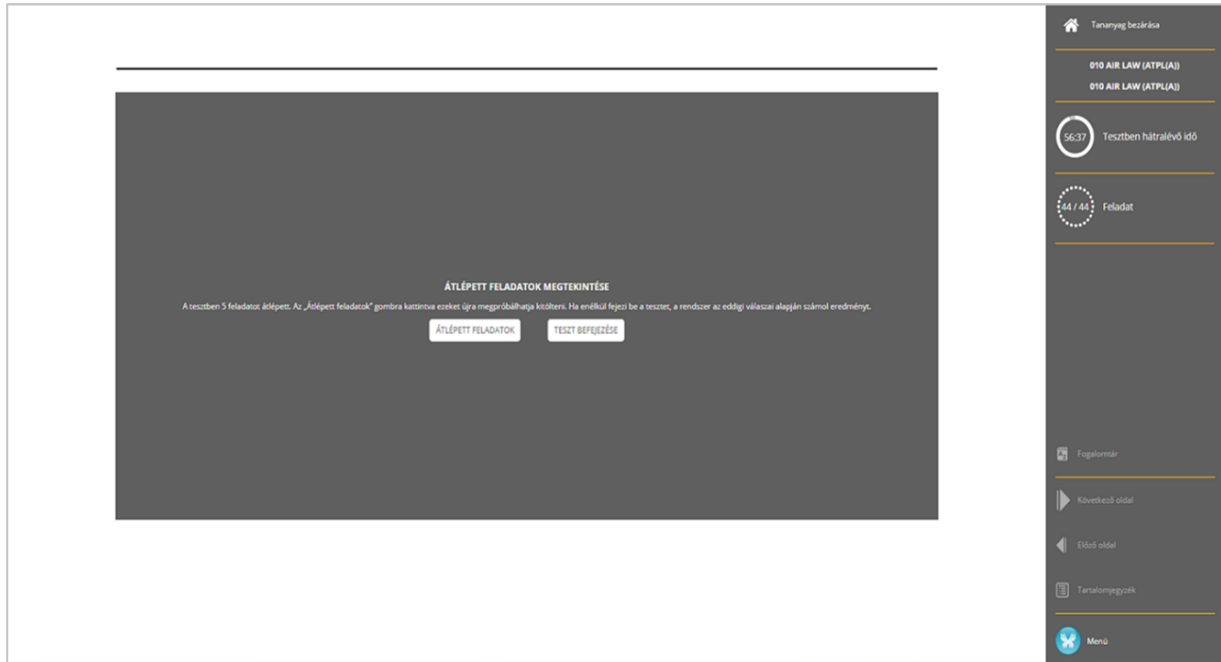 ÁTLÉPETT FELADATOK MEGTEKINTÉSE
A tesztben 5 feladatot átlépett. Az „Átlépett feladatok” gombra kattintva ezeket újra megpróbálhatja kitölteni. Ha enélkül fejezi be a tesztet, a rendszer az eddigi válaszai alapján számol eredményt.
ÁTLÉPETT FELADATOK
TESZT BEFEJEZÉSE
Tananyag bezárása
010 AIR LAW (ATPL(A))
010 AIR LAW (ATPL(A))
56:37 Tesztben hátralévő idő
44 / 44 Feladat
Fogalomtár
Következő oldal
Előző oldal
Tartalomjegyzék
Menü